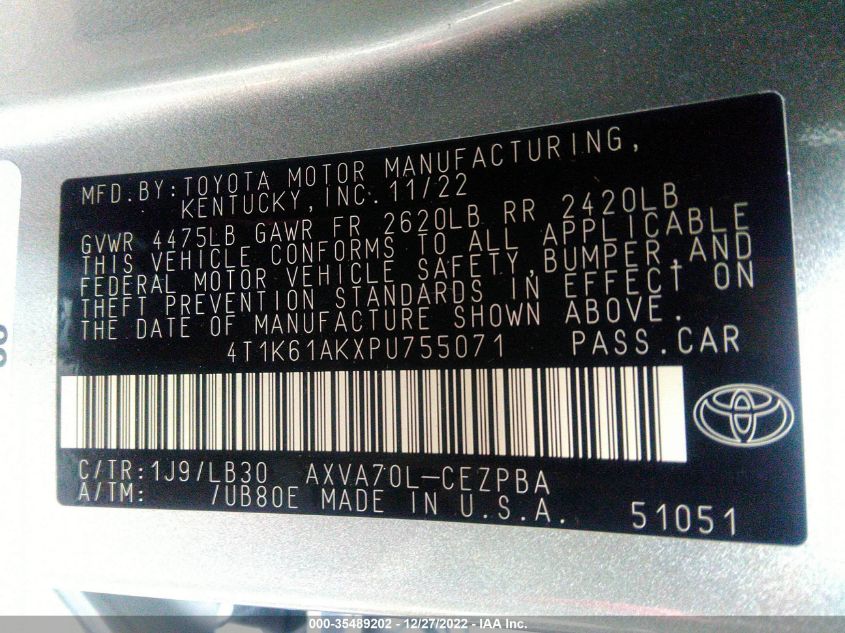 MFD.BY:TOYOTA MOTOR MANUFACTURING,
KENTUCKY,INC.11/22
GVWR 4475LB GAWR FR 2620LB RR 2420LB
THIS VEHICLE CONFORMS TO ALL APPLICABLE
FEDERAL MOTOR VEHICLE SAFETY,BUMPER,AND
THEFT PREVENTION STANDARDS IN EFFECT ON
THE DATE OF MANUFACTURE SHOWN ABOVE.
4T1K61AKXPU755071 PASS.CAR
C/TR:1J9/LB30 AXVA70L-CEZPBA
A/TM: /UB80E MADE IN U.S.A. 51051
000-35489202 - 12/27/2022 - IAA Inc.